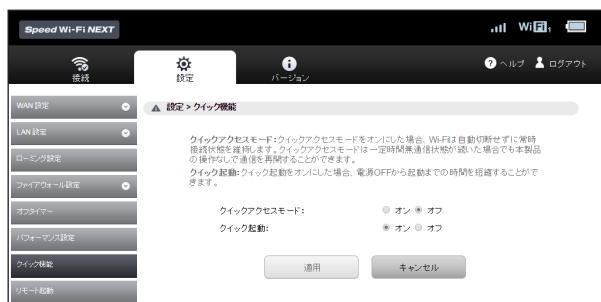 Speed Wi-Fi NEXT
WiFi 1
接続
設定
バージョン
ヘルプ ログアウト
WAN 設定
設定 > クイック機能
LAN 設定
ローミング設定
ファイアウォール設定
オフタイマー
パフォーマンス設定
クイック機能
リモート起動
クイックアクセスモード:クイックアクセスモードをオンにした場合、Wi-Fiは自動切断せずに常時
接続状態を維持します。クイックアクセスモードは一定時間無通信状態が続いた場合でも本製品
の操作なしで通信を再開することができます。
クイック起動:クイック起動をオンにした場合、電源OFFから起動までの時間を短縮することがで
きます。
クイックアクセスモード: オン オフ
クイック起動: オン オフ
適用 キャンセル